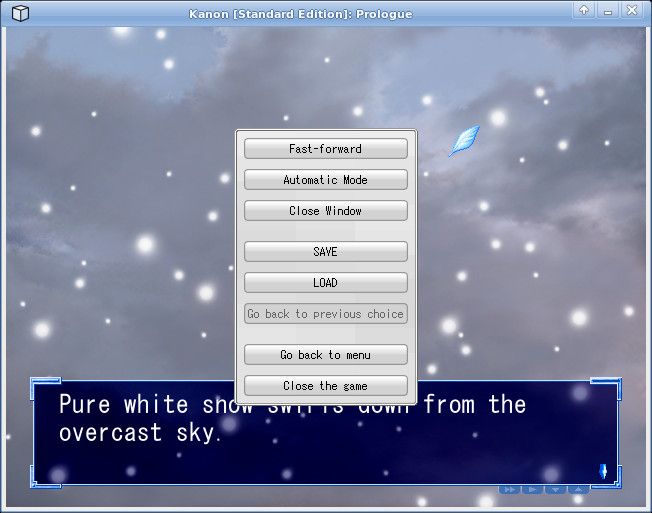 Kanon [Standard Edition]: Prologue
Fast-forward
Automatic Mode
Close Window
SAVE
LOAD
Go back to previous choice
Go back to menu
Close the game
Pure white snow swirls down from the
overcast sky.